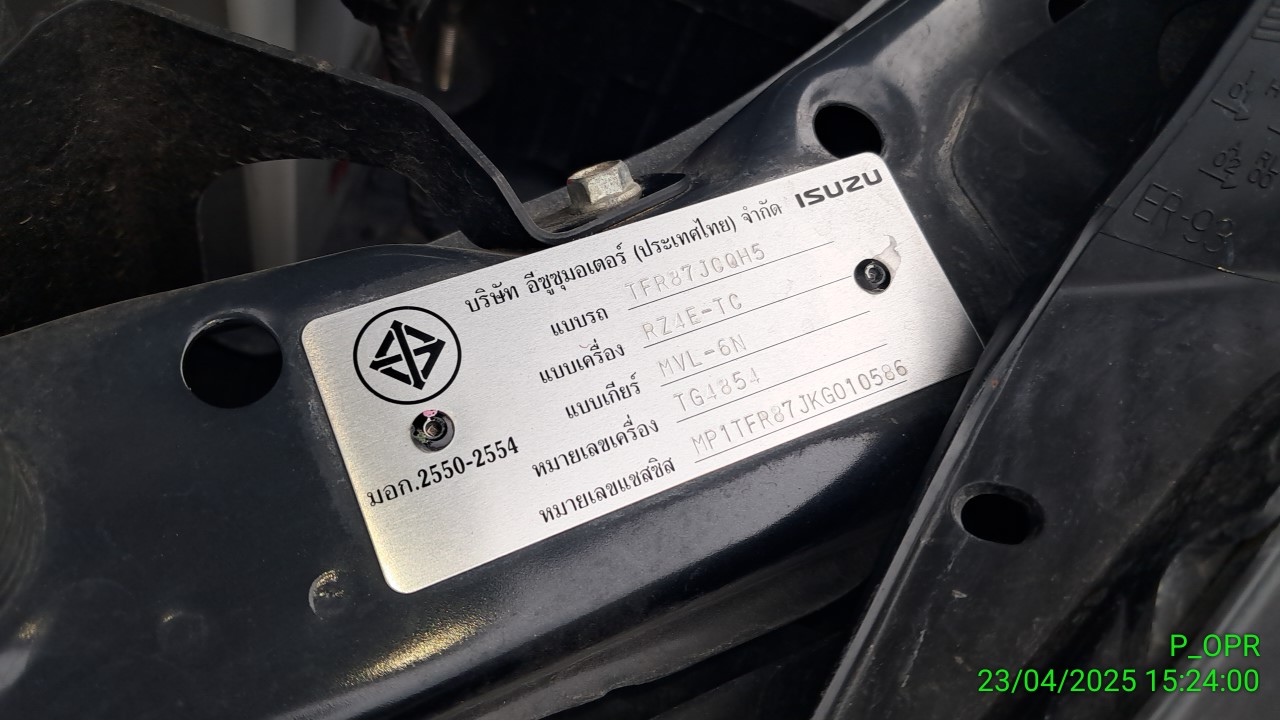 ISUZU
บริษัท อีซูซุมอเตอร์ (ประเทศไทย) จำกัด
แบบรถ TFR87JCQH5
แบบเครื่อง RZ4E-TC
แบบเกียร์ MVL-6N
หมายเลขเครื่อง TG4854
หมายเลขแชสซิส MP1TFR87JKG010586
มอก.2550-2554
ER-93
P_OPR
23/04/2025 15:24:00